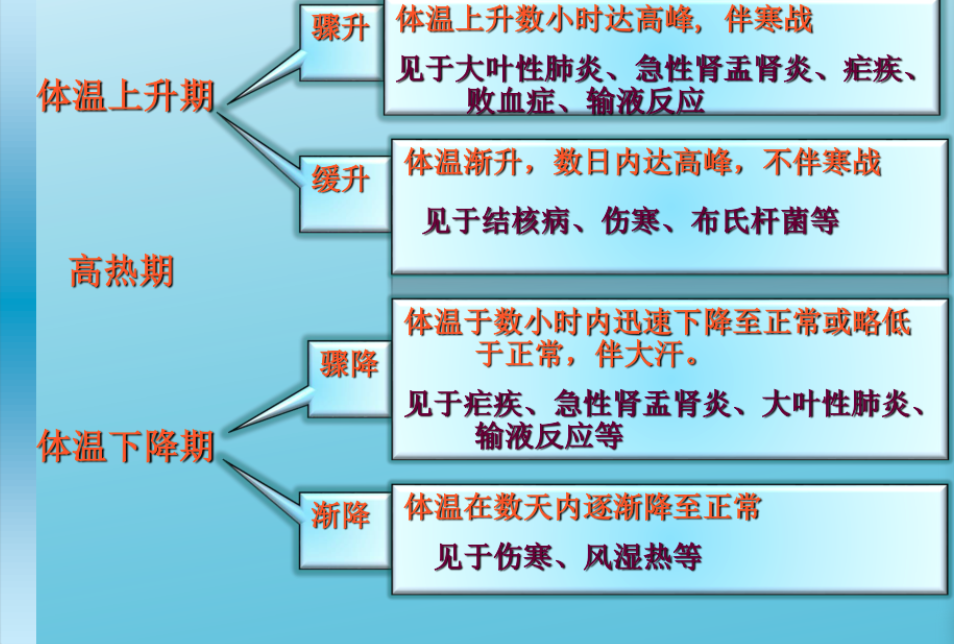 骤升
体温上升数小时达高峰, 伴寒战
见于大叶性肺炎、急性肾盂肾炎、疟疾、
败血症、输液反应
体温上升期
缓升
体温渐升，数日内达高峰，不伴寒战
见于结核病、伤寒、布氏杆菌等
高热期
骤降
体温于数小时内迅速下降至正常或略低
于正常，伴大汗。
见于疟疾、急性肾盂肾炎、大叶性肺炎、
输液反应等
体温下降期
渐降
体温在数天内逐渐降至正常
见于伤寒、风湿热等